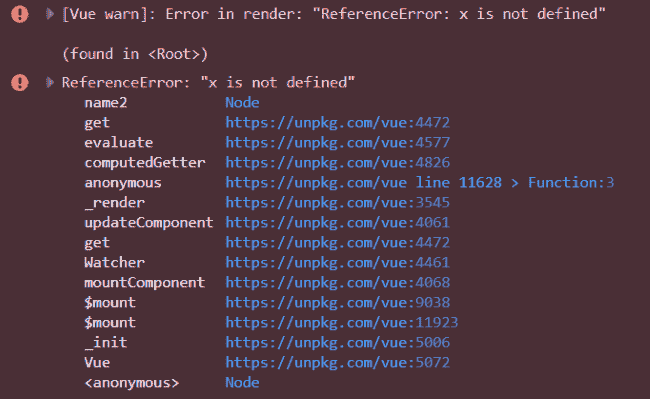 [Vue warn]: Error in render: "ReferenceError: x is not defined"
(found in <Root>)
ReferenceError: "x is not defined"
name2 Node
get https://unpkg.com/vue:4472
evaluate https://unpkg.com/vue:4577
computedGetter https://unpkg.com/vue:4826
anonymous https://unpkg.com/vue line 11628 > Function:3
_render https://unpkg.com/vue:3545
updateComponent https://unpkg.com/vue:4061
get https://unpkg.com/vue:4472
Watcher https://unpkg.com/vue:4461
mountComponent https://unpkg.com/vue:4068
$mount https://unpkg.com/vue:9038
$mount https://unpkg.com/vue:11923
_init https://unpkg.com/vue:5006
Vue https://unpkg.com/vue:5072
<anonymous> Node